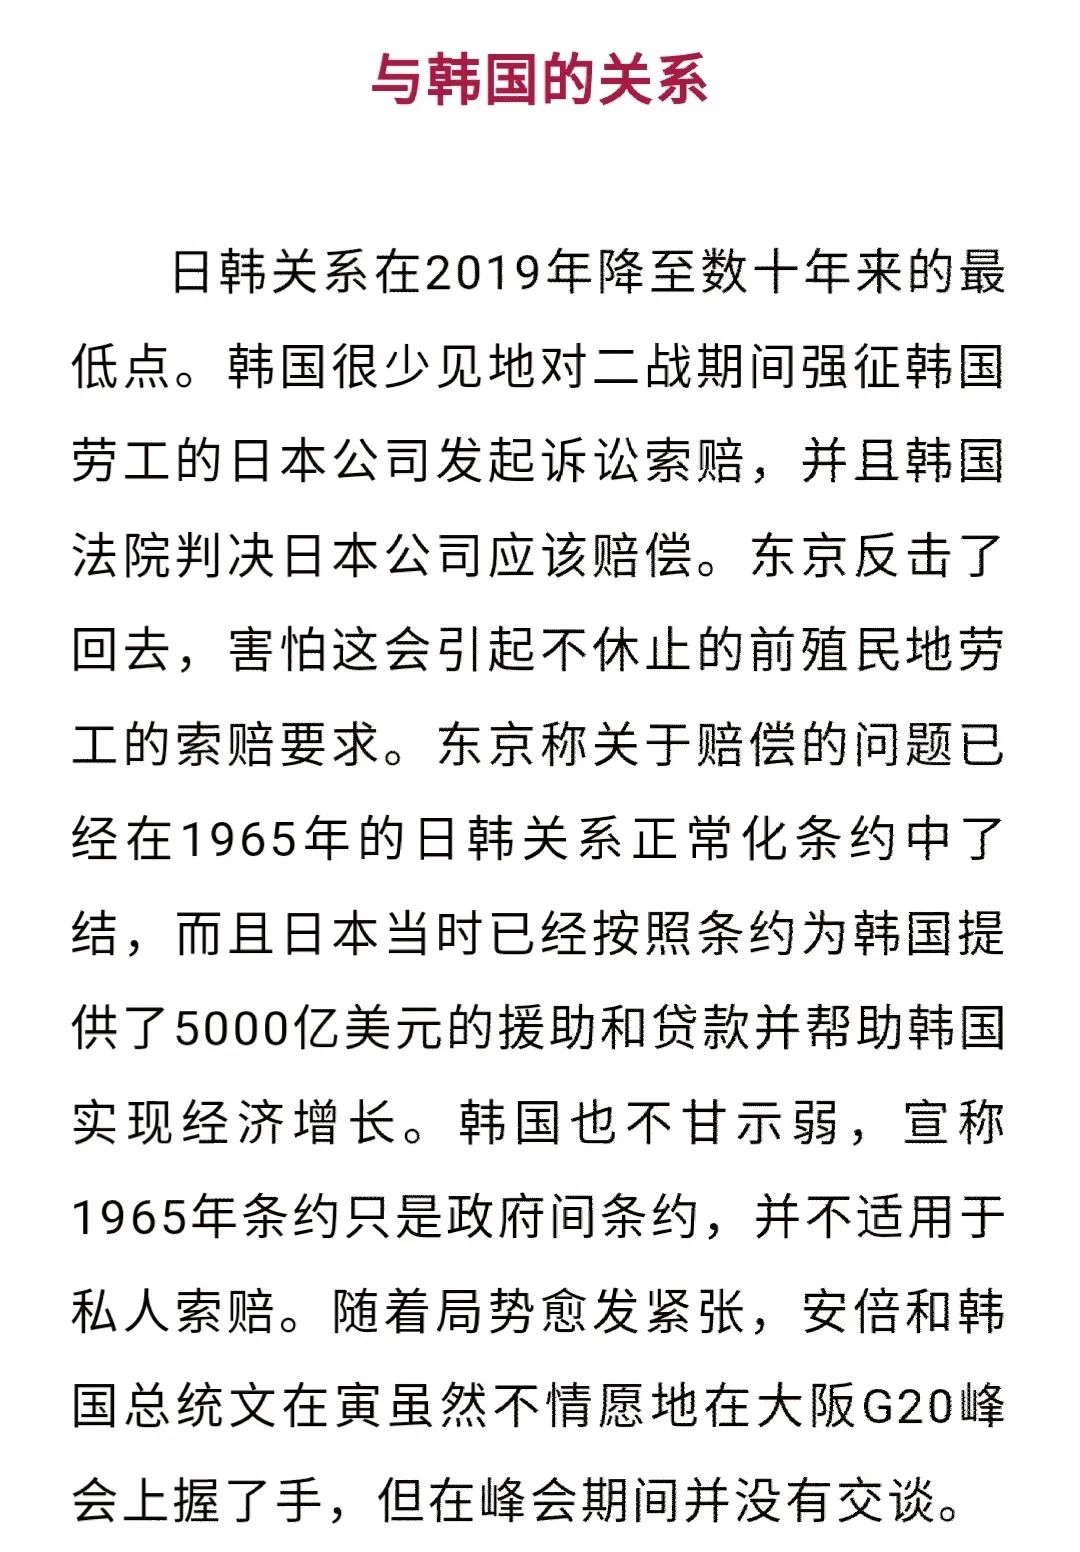 与韩国的关系
日韩关系在2019年降至数十年来的最
低点。韩国很少见地对二战期间强征韩国
劳工的日本公司发起诉讼索赔，并且韩国
法院判决日本公司应该赔偿。东京反击了
回去，害怕这会引起不休止的前殖民地劳
工的索赔要求。东京称关于赔偿的问题已
经在1965年的日韩关系正常化条约中了
结，而且日本当时已经按照条约为韩国提
供了5000亿美元的援助和贷款并帮助韩国
实现经济增长。韩国也不甘示弱，宣称
1965年条约只是政府间条约，并不适用于
私人索赔。随着局势愈发紧张，安倍和韩
国总统文在寅虽然不情愿地在大阪G20峰
会上握了手，但在峰会期间并没有交谈。